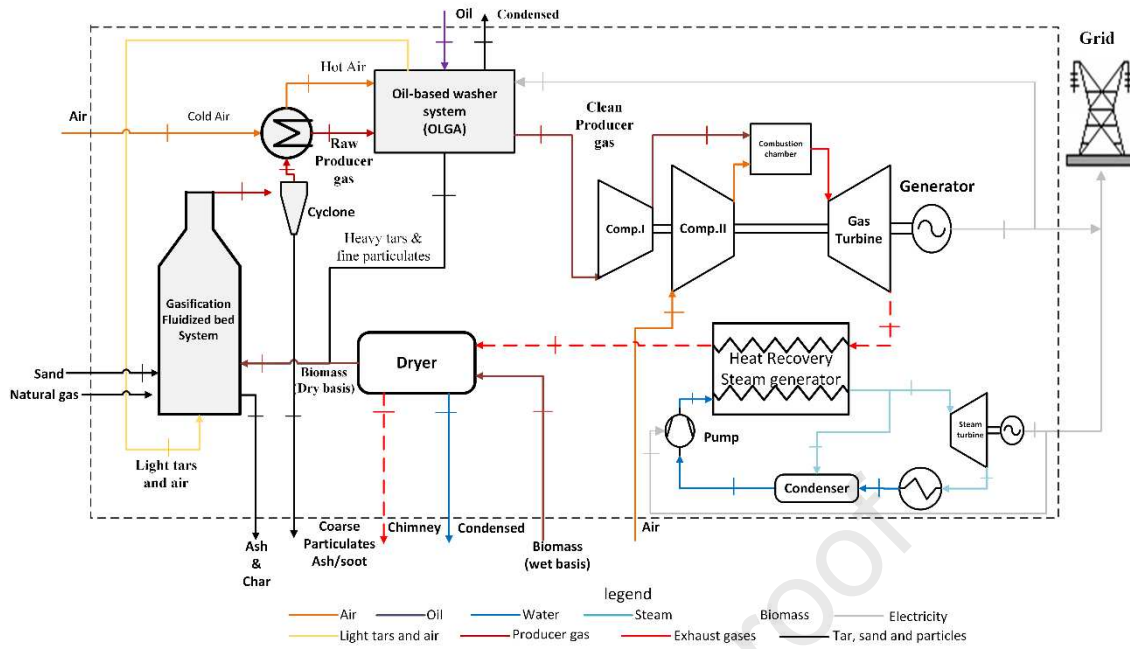 Oil
Condensed
Grid
Hot Air
Oil-based washer
system
(OLGA)
Air
Cold Air
Clean
Producer
gas
Combustion
chamber
Raw
Producer
gas
Generator
Cyclone
Comp.I
Comp.II
Gas
Turbine
Heavy tars &
fine particulates
Gasification
Fluidized bed
System
Dryer
Heat Recovery
Steam generator
Sand
Biomass
(Dry basis)
Natural gas
Steam
turbine
Pump
Light tars
and air
Condenser
Ash
&
Char
Coarse
Particulates
Ash/soot
Chimney
Condensed
Biomass
(wet basis)
Air
legend
Air
Oil
Water
Steam
Biomass
Electricity
Light tars and air
Producer gas
Exhaust gases
Tar, sand and particles
roof